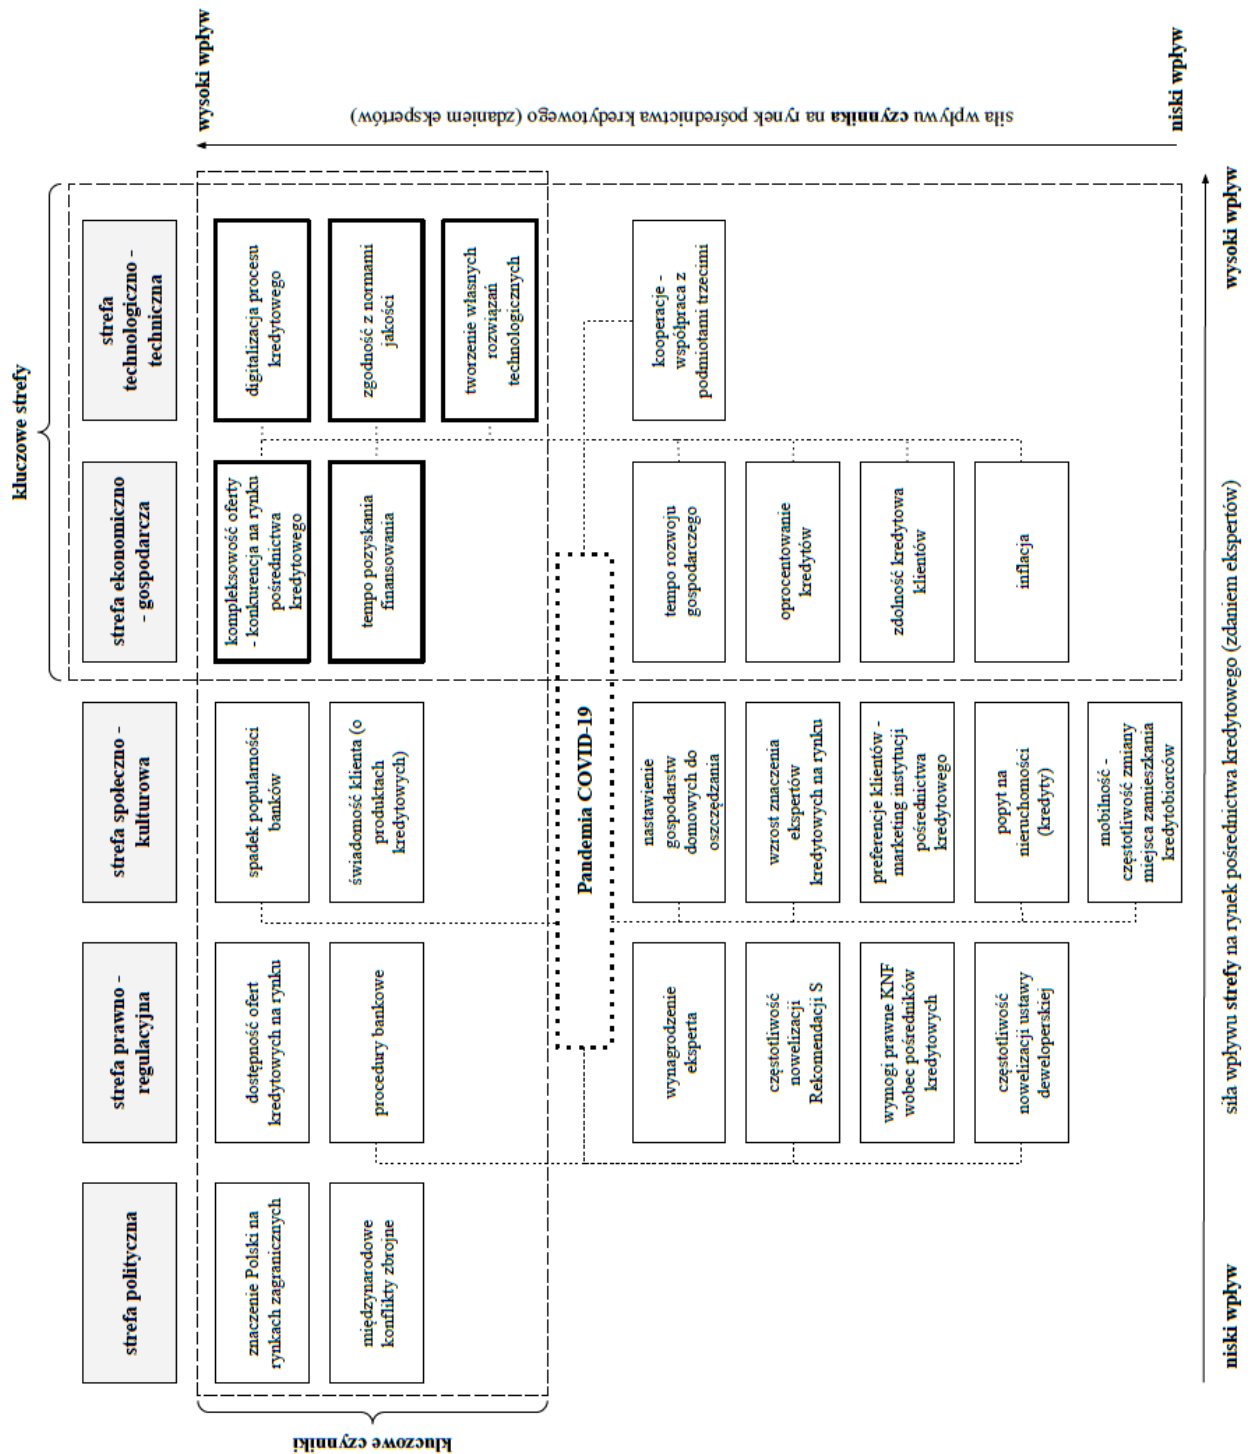 kluczowe strefy
strefa polityczna
strefa prawno -
regulacyjna
strefa społeczno -
kulturowa
strefa ekonomiczno
- gospodarcza
strefa
technologiczno -
techniczna
wysoki wpływ
kluczowe czynniki
znaczenie Polski na
rynkach zagranicznych
dostępność ofert
kredytowych na rynku
spadek popularności
banków
kompleksowość oferty
- konkurencja na rynku
pośrednictwa
kredytowego
digitalizacja procesu
kredytowego
międzynarodowe
konflikty zbrojne
procedury bankowe
świadomość klienta (o
produktach
kredytowych)
tempo pozyskania
finansowania
zgodność z normami
jakości
tworzenie własnych
rozwiązań
technologicznych
siła wpływu czynnika na rynek pośrednictwa kredytowego (zdaniem ekspertów)
Pandemia COVID-19
wynagrodzenie
eksperta
nastawienie
gospodarstw
domowych do
oszczędzania
tempo rozwoju
gospodarczego
kooperacje -
współpraca z
podmiotami trzecimi
częstotliwość
nowelizacji
Rekomendacji S
wzrost znaczenia
ekspertów
kredytowych na rynku
oprocentowanie
kredytów
wymogi prawne KNF
wobec pośredników
kredytowych
preferencje klientów -
marketing instytucji
pośrednictwa
kredytowego
zdolność kredytowa
klientów
częstotliwość
nowelizacji ustawy
deweloperskiej
popyt na
nieruchomości
(kredyty)
inflacja
mobilność -
częstotliwość zmiany
miejsca zamieszkania
kredytobiorców
niski wpływ
niski wpływ
siła wpływu strefy na rynek pośrednictwa kredytowego (zdaniem ekspertów)
wysoki wpływ